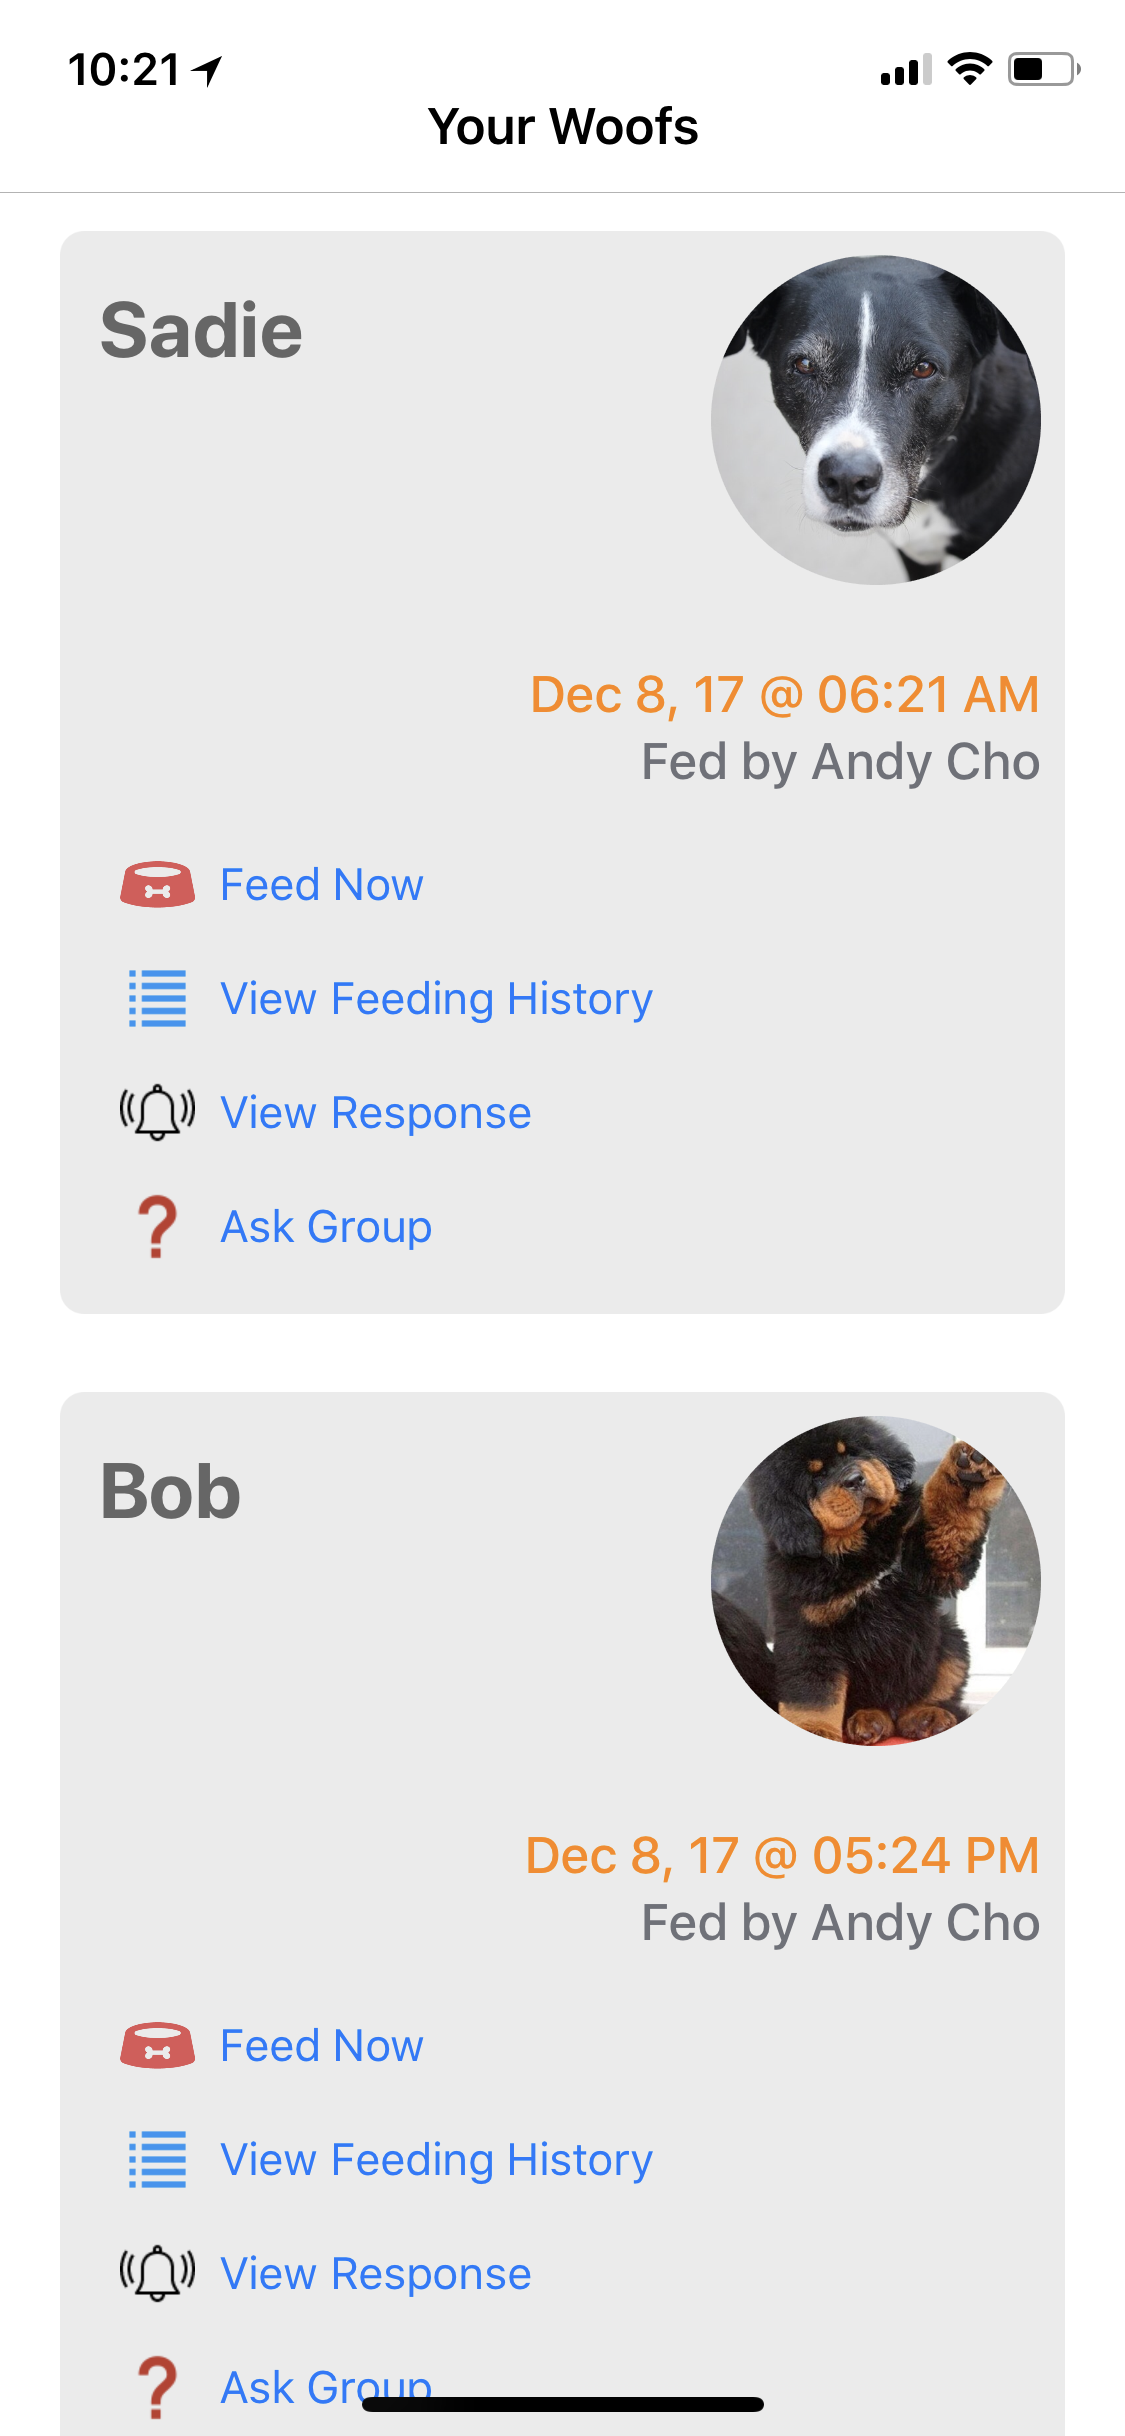 10:21
Your Woofs
Sadie
Dec 8, 17 @ 06:21 AM
Fed by Andy Cho
Feed Now
View Feeding History
View Response
? Ask Group
Bob
Dec 8, 17 @ 05:24 PM
Fed by Andy Cho
Feed Now
View Feeding History
View Response
? Ask Group